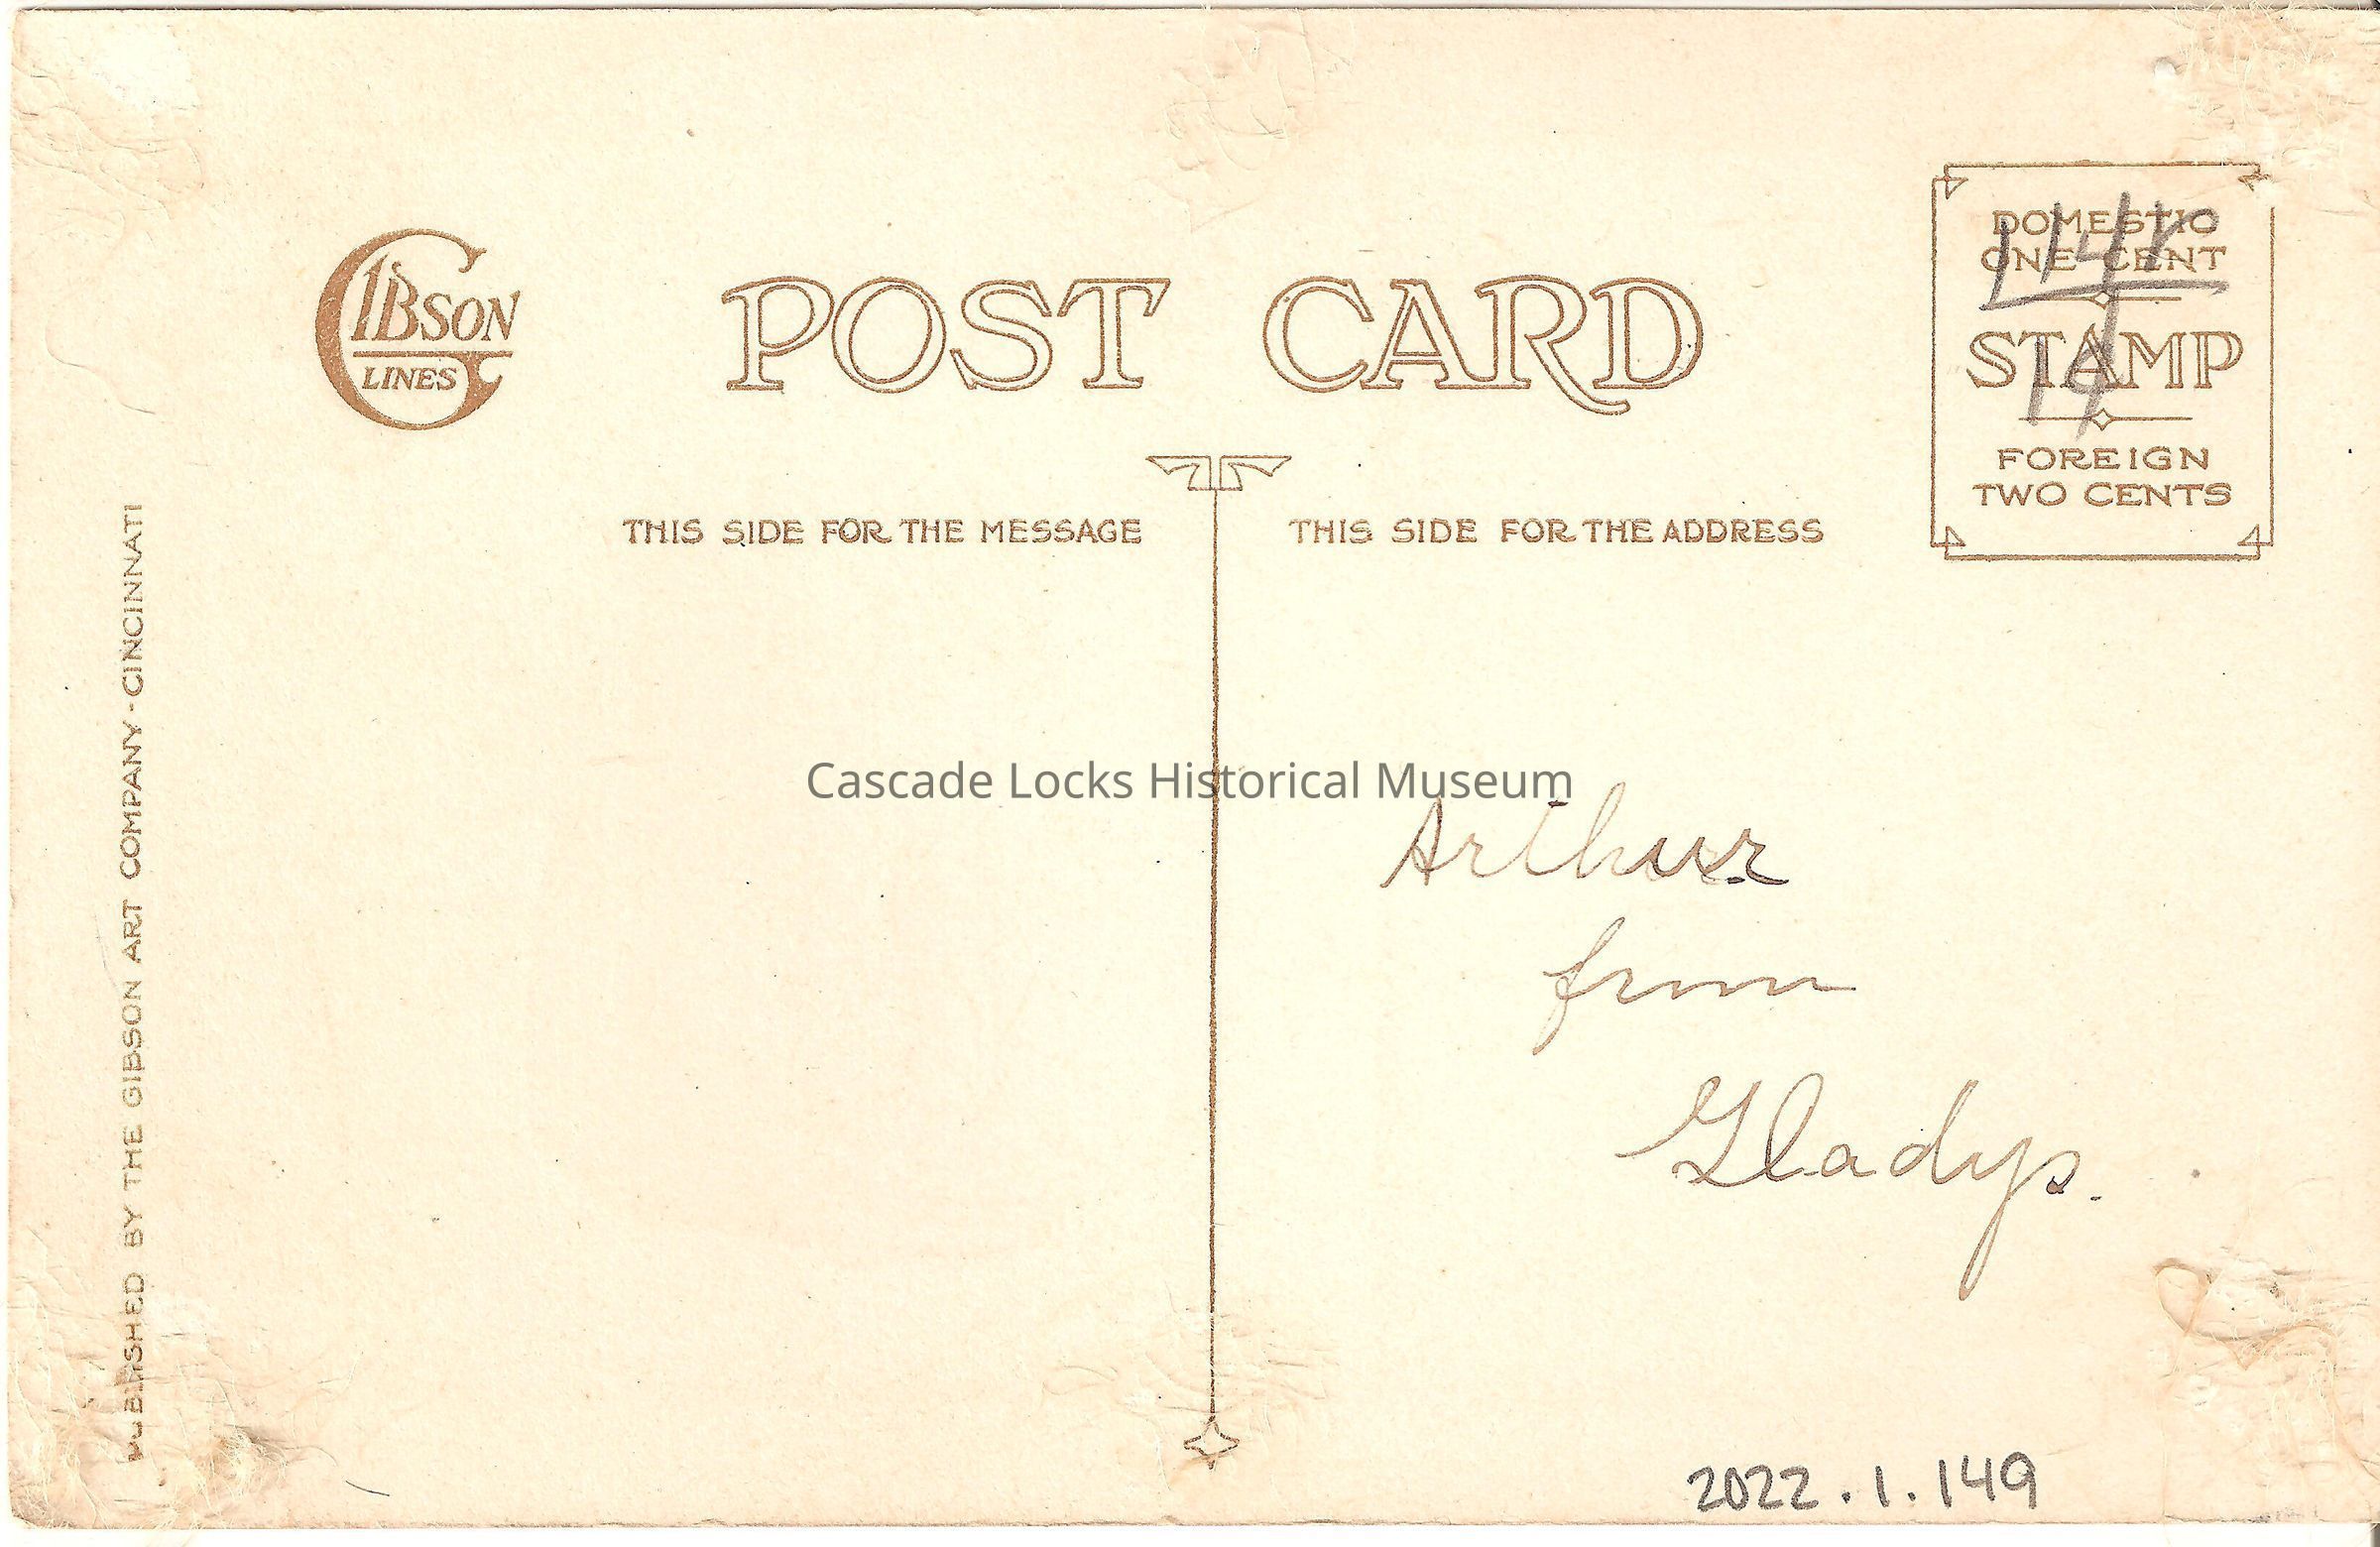 GIBSON
LINES
POST CARD
DOMESTIC
ONE CENT
STAMP
FOREIGN
TWO CENTS
THIS SIDE FOR THE MESSAGE
THIS SIDE FOR THE ADDRESS
PUBLISHED BY THE GIBSON ART COMPANY - CINCINNATI
Cascade Locks Historical Museum
Arthur
from
Gladys.
2022.1.149